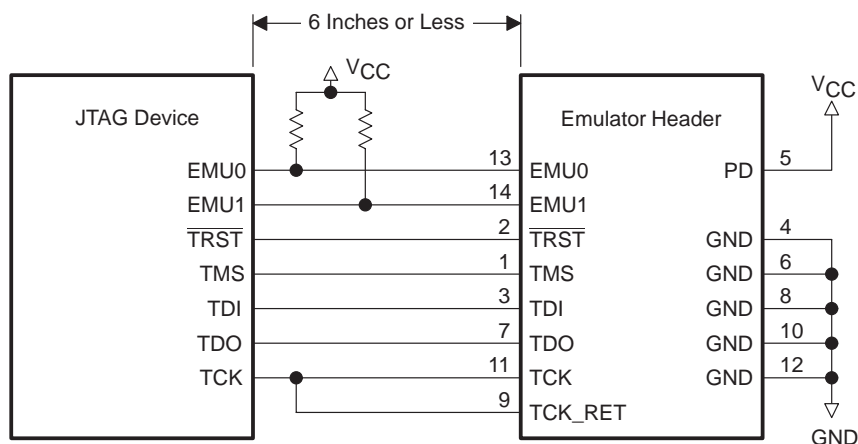 6 Inches or Less
VCC
VCC
JTAG Device
Emulator Header
EMU0 13 EMU0 PD 5
EMU1 14 EMU1
TRST 2 TRST GND 4
TMS 1 TMS GND 6
TDI 3 TDI GND 8
TDO 7 TDO GND 10
TCK 11 TCK GND 12
9 TCK_RET
GND